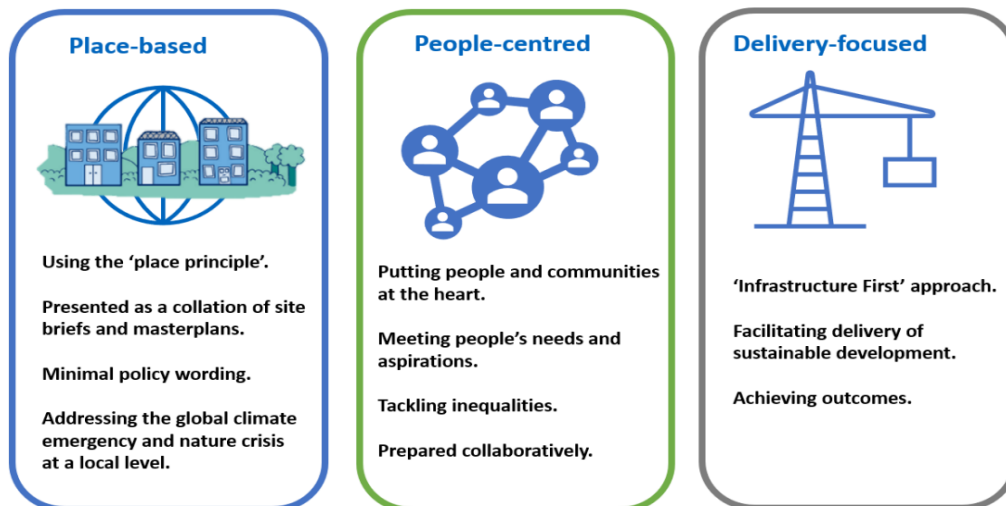 Place-based
Using the ‘place principle’.
Presented as a collation of site
briefs and masterplans.
Minimal policy wording.
Addressing the global climate
emergency and nature crisis
at a local level.
People-centred
Putting people and communities
at the heart.
Meeting people’s needs and
aspirations.
Tackling inequalities.
Prepared collaboratively.
Delivery-focused
‘Infrastructure First’ approach.
Facilitating delivery of
sustainable development.
Achieving outcomes.